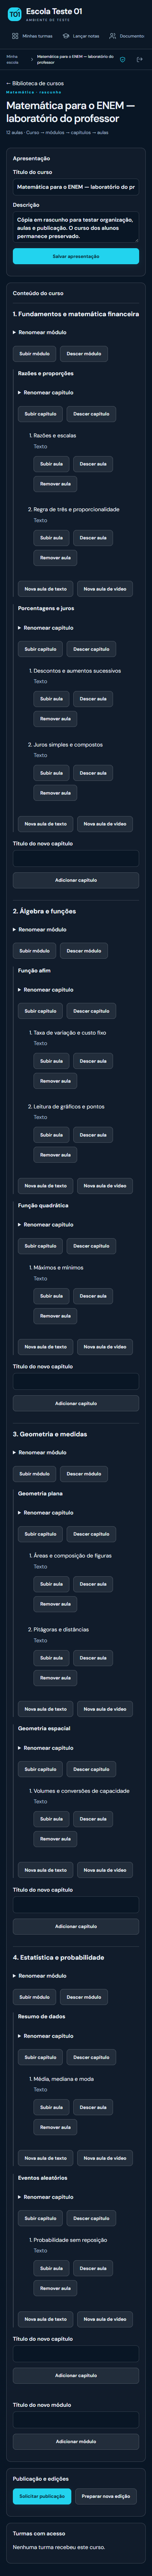 TO1
Escola Teste 01
AMBIENTE DE TESTE
Minhas turmas
Lançar notas
Documento
Minha escola
Matemática para o ENEM — laboratório do professor
← Biblioteca de cursos
Matemática · rascunho
Matemática para o ENEM —
laboratório do professor
12 aulas · Curso → módulos → capítulos → aulas
Apresentação
Título do curso
Matemática para o ENEM — laboratório do pr
Descrição
Cópia em rascunho para testar organização,
aulas e publicação. O curso dos alunos
permanece preservado.
Salvar apresentação
Conteúdo do curso
1. Fundamentos e matemática financeira
▶ Renomear módulo
Subir módulo
Descer módulo
Razões e proporções
▶ Renomear capítulo
Subir capítulo
Descer capítulo
1. Razões e escalas
Texto
Subir aula
Descer aula
Remover aula
2. Regra de três e proporcionalidade
Texto
Subir aula
Descer aula
Remover aula
Nova aula de texto
Nova aula de vídeo
Porcentagens e juros
▶ Renomear capítulo
Subir capítulo
Descer capítulo
1. Descontos e aumentos sucessivos
Texto
Subir aula
Descer aula
Remover aula
2. Juros simples e compostos
Texto
Subir aula
Descer aula
Remover aula
Nova aula de texto
Nova aula de vídeo
Título do novo capítulo
Adicionar capítulo
2. Álgebra e funções
▶ Renomear módulo
Subir módulo
Descer módulo
Função afim
▶ Renomear capítulo
Subir capítulo
Descer capítulo
1. Taxa de variação e custo fixo
Texto
Subir aula
Descer aula
Remover aula
2. Leitura de gráficos e pontos
Texto
Subir aula
Descer aula
Remover aula
Nova aula de texto
Nova aula de vídeo
Função quadrática
▶ Renomear capítulo
Subir capítulo
Descer capítulo
1. Máximos e mínimos
Texto
Subir aula
Descer aula
Remover aula
Nova aula de texto
Nova aula de vídeo
Título do novo capítulo
Adicionar capítulo
3. Geometria e medidas
▶ Renomear módulo
Subir módulo
Descer módulo
Geometria plana
▶ Renomear capítulo
Subir capítulo
Descer capítulo
1. Áreas e composição de figuras
Texto
Subir aula
Descer aula
Remover aula
2. Pitágoras e distâncias
Texto
Subir aula
Descer aula
Remover aula
Nova aula de texto
Nova aula de vídeo
Geometria espacial
▶ Renomear capítulo
Subir capítulo
Descer capítulo
1. Volumes e conversões de capacidade
Texto
Subir aula
Descer aula
Remover aula
Nova aula de texto
Nova aula de vídeo
Título do novo capítulo
Adicionar capítulo
4. Estatística e probabilidade
▶ Renomear módulo
Subir módulo
Descer módulo
Resumo de dados
▶ Renomear capítulo
Subir capítulo
Descer capítulo
1. Média, mediana e moda
Texto
Subir aula
Descer aula
Remover aula
Nova aula de texto
Nova aula de vídeo
Eventos aleatórios
▶ Renomear capítulo
Subir capítulo
Descer capítulo
1. Probabilidade sem reposição
Texto
Subir aula
Descer aula
Remover aula
Nova aula de texto
Nova aula de vídeo
Título do novo capítulo
Adicionar capítulo
Título do novo módulo
Adicionar módulo
Publicação e edições
Solicitar publicação
Preparar nova edição
Turmas com acesso
Nenhuma turma recebeu este curso.